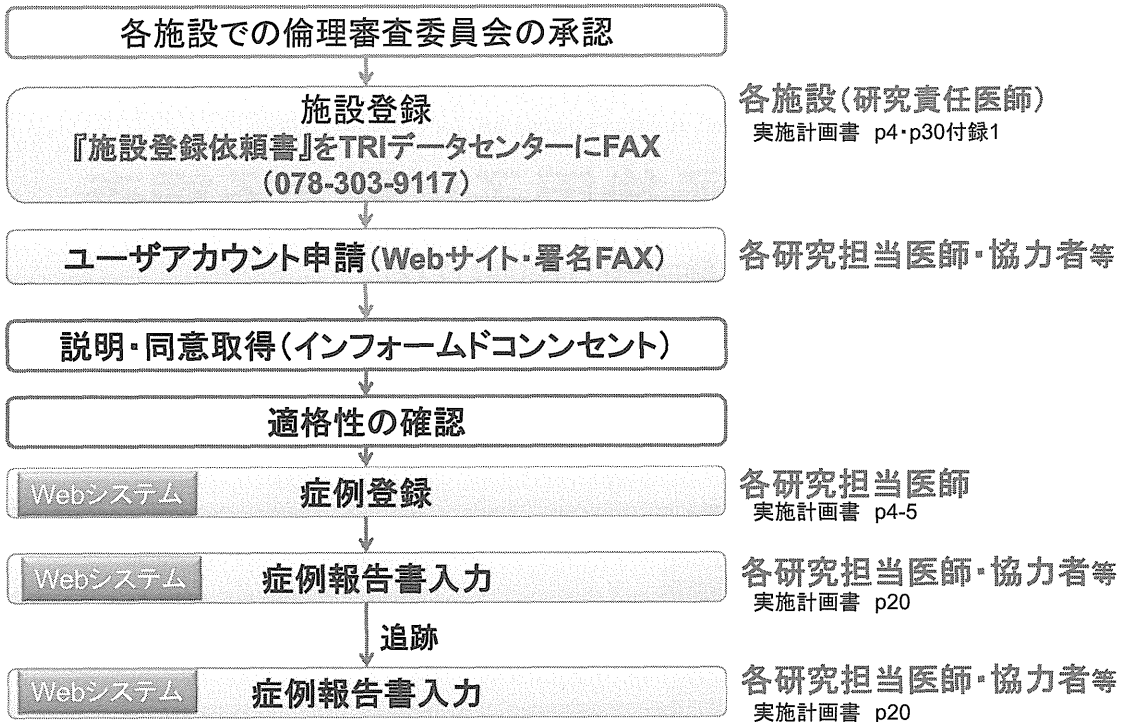 各施設での倫理審査委員会の承認
施設登録
『施設登録依頼書』をTRIデータセンターにFAX
（078-303-9117）
各施設（研究責任医師）
実施計画書 p4・p30付録1
ユーザアカウント申請（Webサイト・署名FAX）
各研究担当医師・協力者等
説明・同意取得（インフォームドコンンセント）
適格性の確認
Webシステム 症例登録
各研究担当医師
実施計画書 p4-5
Webシステム 症例報告書入力
各研究担当医師・協力者等
実施計画書 p20
追跡
Webシステム 症例報告書入力
各研究担当医師・協力者等
実施計画書 p20